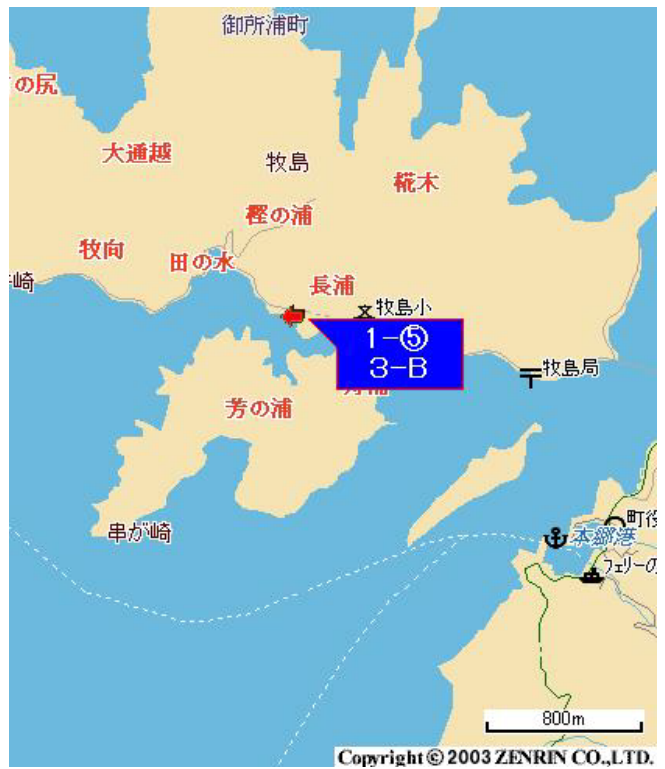 御所浦町
の尻
大通越
牧島
椛木
樫の浦
牧向
田の水
崎
長浦
牧島小
1-⑤
3-B
牧島局
芳の浦
串が崎
町役
本郷港
フェリーの
800m
Copyright © 2003 ZENRIN CO.,LTD.